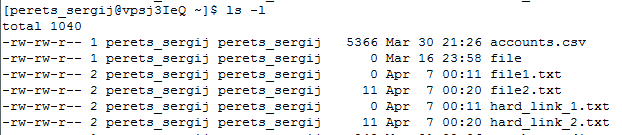 [perets_sergij@vpsj3IeQ ~]$ ls -l
total 1040
-rw-rw-r-- 1 perets_sergij perets_sergij 5366 Mar 30 21:26 accounts.csv
-rw-rw-r-- 1 perets_sergij perets_sergij 0 Mar 16 23:58 file
-rw-rw-r-- 2 perets_sergij perets_sergij 0 Apr 7 00:11 file1.txt
-rw-rw-r-- 2 perets_sergij perets_sergij 11 Apr 7 00:20 file2.txt
-rw-rw-r-- 2 perets_sergij perets_sergij 0 Apr 7 00:11 hard_link_1.txt
-rw-rw-r-- 2 perets_sergij perets_sergij 11 Apr 7 00:20 hard_link_2.txt